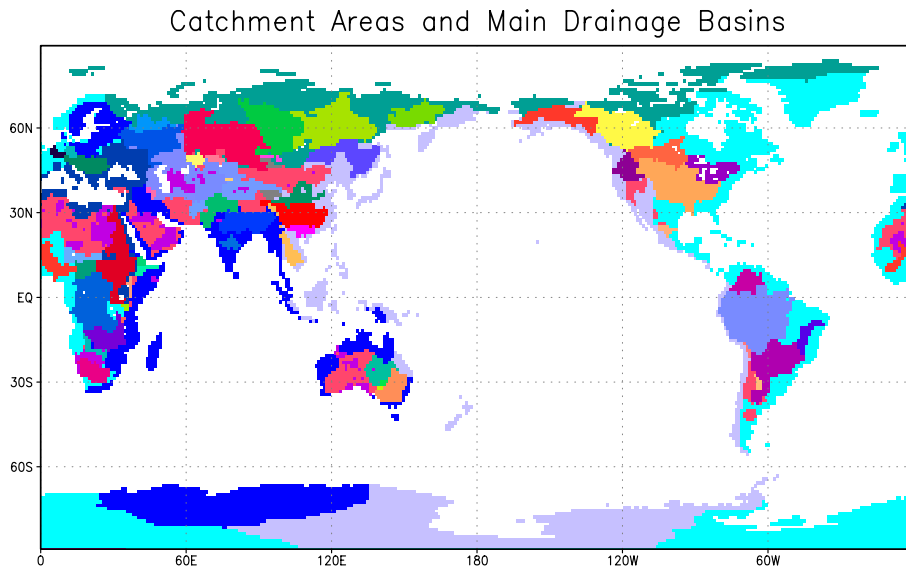 Catchment Areas and Main Drainage Basins
60N
30N
EQ
30S
60S
0 60E 120E 180 120W 60W